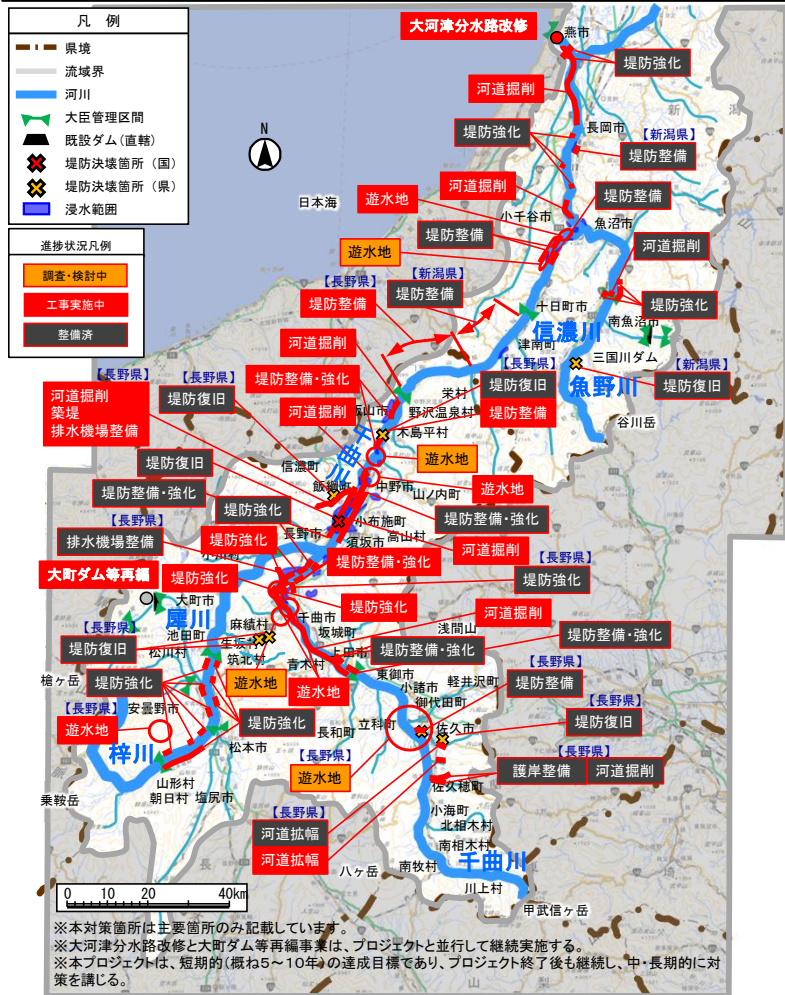 凡 例
県境
流域界
河川
大臣管理区間
既設ダム(直轄)
堤防決壊箇所（国）
堤防決壊箇所（県）
浸水範囲
進捗状況凡例
調査・検討中
工事実施中
整備済
N
日本海
大河津分水路改修
燕市
堤防強化
河道掘削
新
潟
長岡市
堤防強化
【新潟県】
堤防整備
河道掘削
堤防整備
遊水地
小千谷市
魚沼市
堤防整備
河道掘削
遊水地
【長野県】
堤防整備
【新潟県】
堤防整備
堤防強化
十日町市
信濃川
南魚沼市
津南町
三国川ダム
【新潟県】
堤防復旧
魚野川
谷川岳
河道掘削
堤防整備・強化
河道掘削
栄村
【長野県】
堤防復旧
堤防整備
野沢温泉村
飯山市
木島平村
千曲川
【長野県】
河道掘削
築堤
排水機場整備
【長野県】
堤防復旧
信濃町
遊水地
堤防復旧
飯綱町
中野市
山ノ内町
遊水地
堤防整備・強化
堤防強化
小布施町
堤防整備・強化
高山村
河道掘削
【長野県】
排水機場整備
堤防強化
長野市
須坂市
小川村
堤防整備・強化
【長野県】
堤防強化
大町ダム等再編
堤防強化
大町市
堤防強化
千曲市
河道掘削
犀川
麻績村
坂城町
浅間山
【長野県】
堤防復旧
池田町
生坂村
松川村
筑北村
青木村
上田市
堤防整備・強化
堤防整備・強化
槍ヶ岳
堤防強化
遊水地
遊水地
東御市
小諸市
軽井沢町
【長野県】
堤防整備
御代田町
安曇野市
【長野県】
遊水地
堤防強化
長和町
立科町
佐久市
【長野県】
堤防復旧
梓川
松本市
【長野県】
遊水地
【長野県】
護岸整備
河道掘削
山形村
朝日村
塩尻市
乗鞍岳
佐久穂町
【長野県】
河道拡幅
河道拡幅
小海町
北相木村
南相木村
千曲川
南牧村
川上村
八ヶ岳
長
甲武信ヶ岳
0 10 20 40km
※本対策箇所は主要箇所のみ記載しています。
※大河津分水路改修と大町ダム等再編事業は、プロジェクトと並行して継続実施する。
※本プロジェクトは、短期的(概ね5～10年)の達成目標であり、プロジェクト終了後も継続し、中・長期的に対
策を講じる。